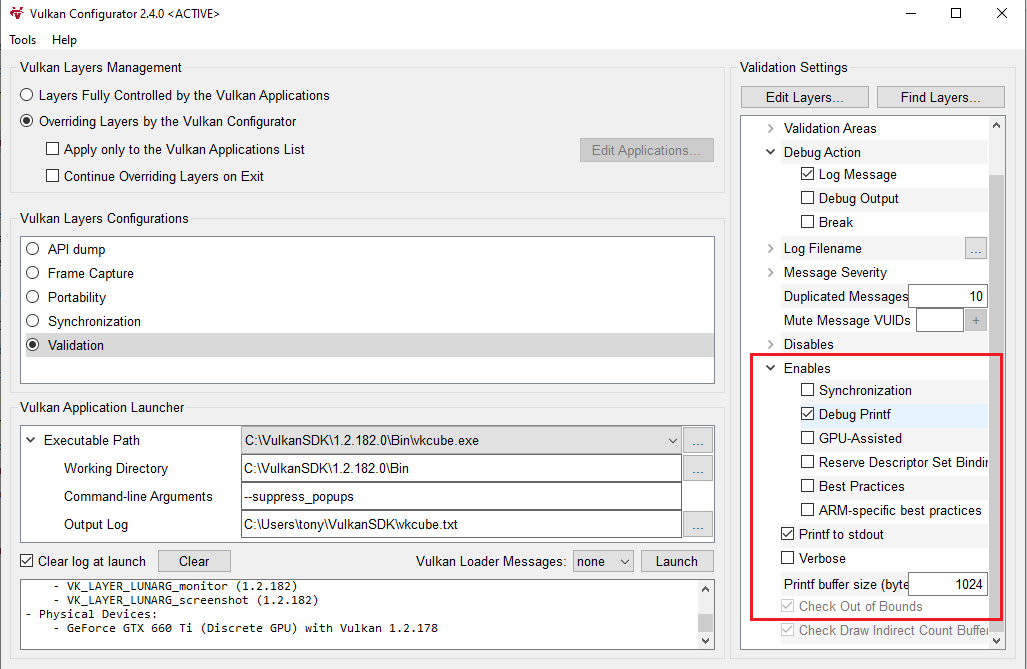 Vulkan Configurator 2.4.0 <ACTIVE>
Tools Help
Vulkan Layers Management
Layers Fully Controlled by the Vulkan Applications
Overriding Layers by the Vulkan Configurator
Apply only to the Vulkan Applications List
Edit Applications...
Continue Overriding Layers on Exit
Vulkan Layers Configurations
API dump
Frame Capture
Portability
Synchronization
Validation
Vulkan Application Launcher
Executable Path C:\VulkanSDK\1.2.182.0\Bin\vkcube.exe ...
Working Directory C:\VulkanSDK\1.2.182.0\Bin ...
Command-line Arguments --suppress_popups
Output Log C:\Users\tony\VulkanSDK\vkcube.txt ...
Clear log at launch Clear Vulkan Loader Messages: none Launch
- VK_LAYER_LUNARG_monitor (1.2.182)
- VK_LAYER_LUNARG_screenshot (1.2.182)
- Physical Devices:
- GeForce GTX 660 Ti (Discrete GPU) with Vulkan 1.2.178
Validation Settings
Edit Layers... Find Layers...
Validation Areas
Debug Action
Log Message
Debug Output
Break
Log Filename ...
Message Severity
Duplicated Messages 10
Mute Message VUIDs +
Disables
Enables
Synchronization
Debug Printf
GPU-Assisted
Reserve Descriptor Set Bindin
Best Practices
ARM-specific best practices
Printf to stdout
Verbose
Printf buffer size (byte 1024
Check Out of Bounds
Check Draw Indirect Count Buffer